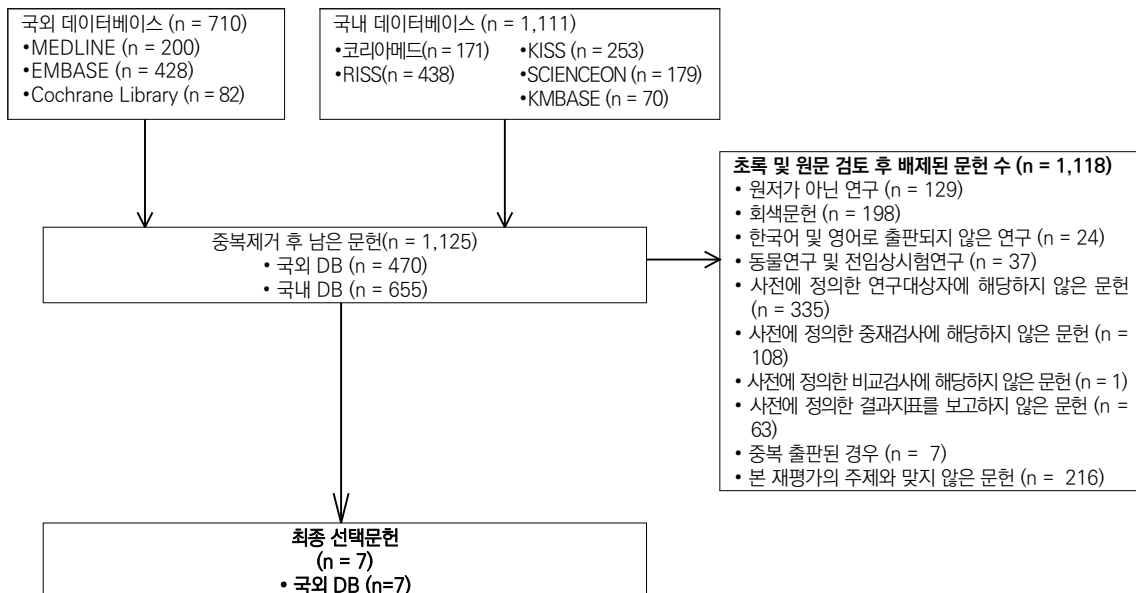 국외 데이터베이스 (n = 710)
•MEDLINE (n = 200)
•EMBASE (n = 428)
•Cochrane Library (n = 82)
국내 데이터베이스 (n = 1,111)
•코리아메드(n = 171)
•RISS(n = 438)
•KISS (n = 253)
•SCIENCEON (n = 179)
•KMBASE (n = 70)
중복제거 후 남은 문헌(n = 1,125)
• 국외 DB (n = 470)
• 국내 DB (n = 655)
초록 및 원문 검토 후 배제된 문헌 수 (n = 1,118)
• 원저가 아닌 연구 (n = 129)
• 회색문헌 (n = 198)
• 한국어 및 영어로 출판되지 않은 연구 (n = 24)
• 동물연구 및 전임상시험연구 (n = 37)
• 사전에 정의한 연구대상자에 해당하지 않은 문헌
(n = 335)
• 사전에 정의한 중재검사에 해당하지 않은 문헌 (n =
108)
• 사전에 정의한 비교검사에 해당하지 않은 문헌 (n = 1)
• 사전에 정의한 결과지표를 보고하지 않은 문헌 (n =
63)
• 중복 출판된 경우 (n = 7)
• 본 재평가의 주제와 맞지 않은 문헌 (n = 216)
최종 선택문헌
(n = 7)
• 국외 DB (n=7)